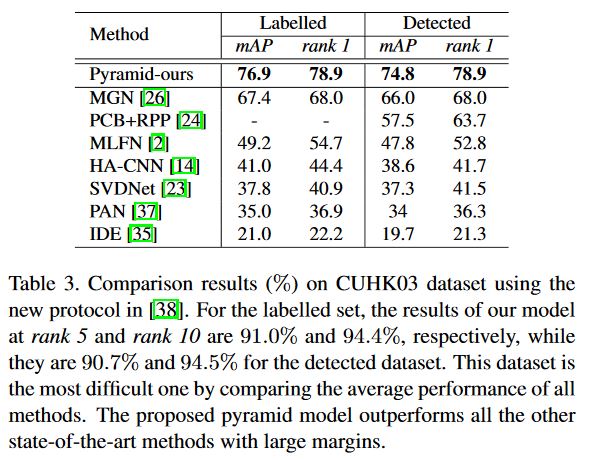 Method Labelled Detected
mAP rank 1 mAP rank 1
Pyramid-ours 76.9 78.9 74.8 78.9
MGN [26] 67.4 68.0 66.0 68.0
PCB+RPP [24] - - 57.5 63.7
MLFN [2] 49.2 54.7 47.8 52.8
HA-CNN [14] 41.0 44.4 38.6 41.7
SVDNet [23] 37.8 40.9 37.3 41.5
PAN [37] 35.0 36.9 34 36.3
IDE [35] 21.0 22.2 19.7 21.3
Table 3. Comparison results (%) on CUHK03 dataset using the
new protocol in [38]. For the labelled set, the results of our model
at rank 5 and rank 10 are 91.0% and 94.4%, respectively, while
they are 90.7% and 94.5% for the detected dataset. This dataset is
the most difficult one by comparing the average performance of all
methods. The proposed pyramid model outperforms all the other
state-of-the-art methods with large margins.